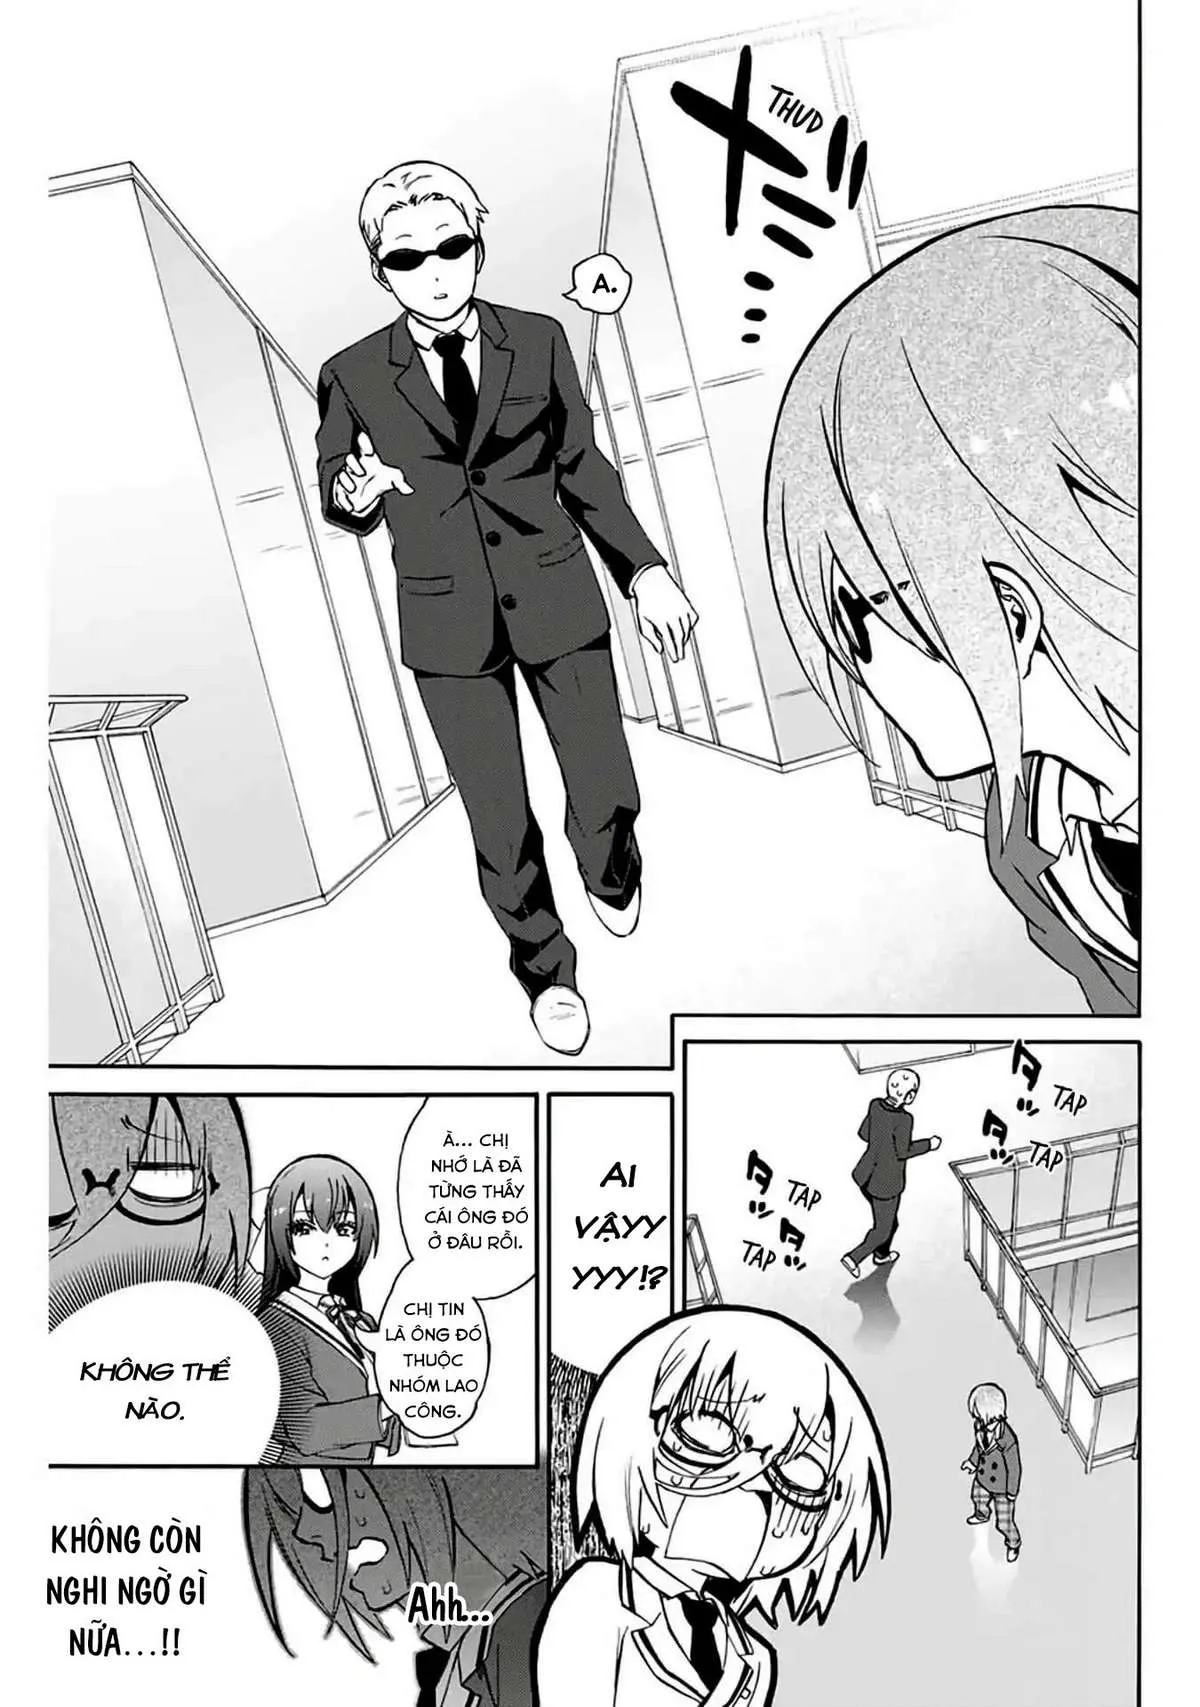 THUD
A.
TAP
TAP
TAP
TAP
AI
VẬYYY
YYY!?
À... CHỊ
NHỚ LÀ ĐÃ
TỪNG THẤY
CÁI ÔNG ĐÓ
Ở ĐÂU RỒI.
CHỊ TIN
LÀ ÔNG ĐÓ
THUỘC
NHÓM LAO
CÔNG.
KHÔNG THỂ
NÀO.
KHÔNG CÒN
NGHI NGỜ GÌ
NỮA...!!
Ahh...